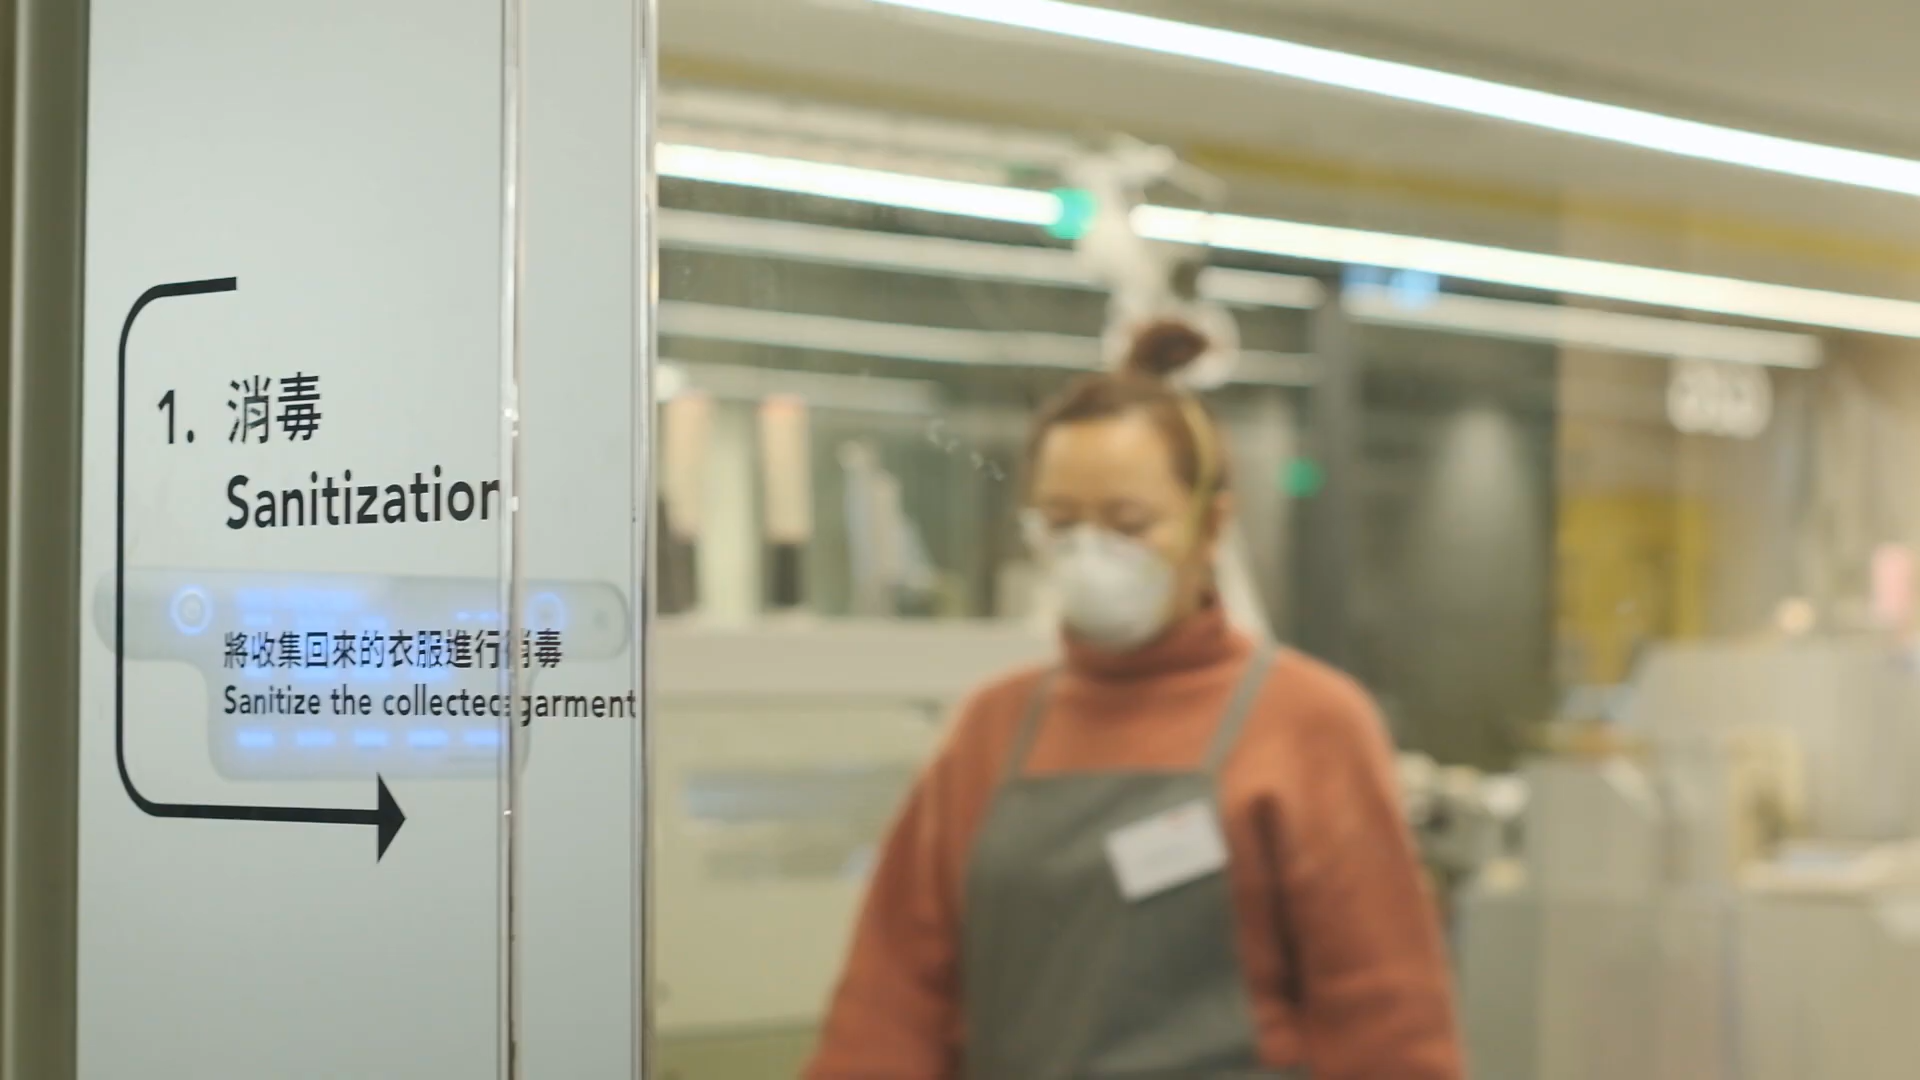 1. 消毒
Sanitization
將收集回來的衣服進行消毒
Sanitize the collected garment